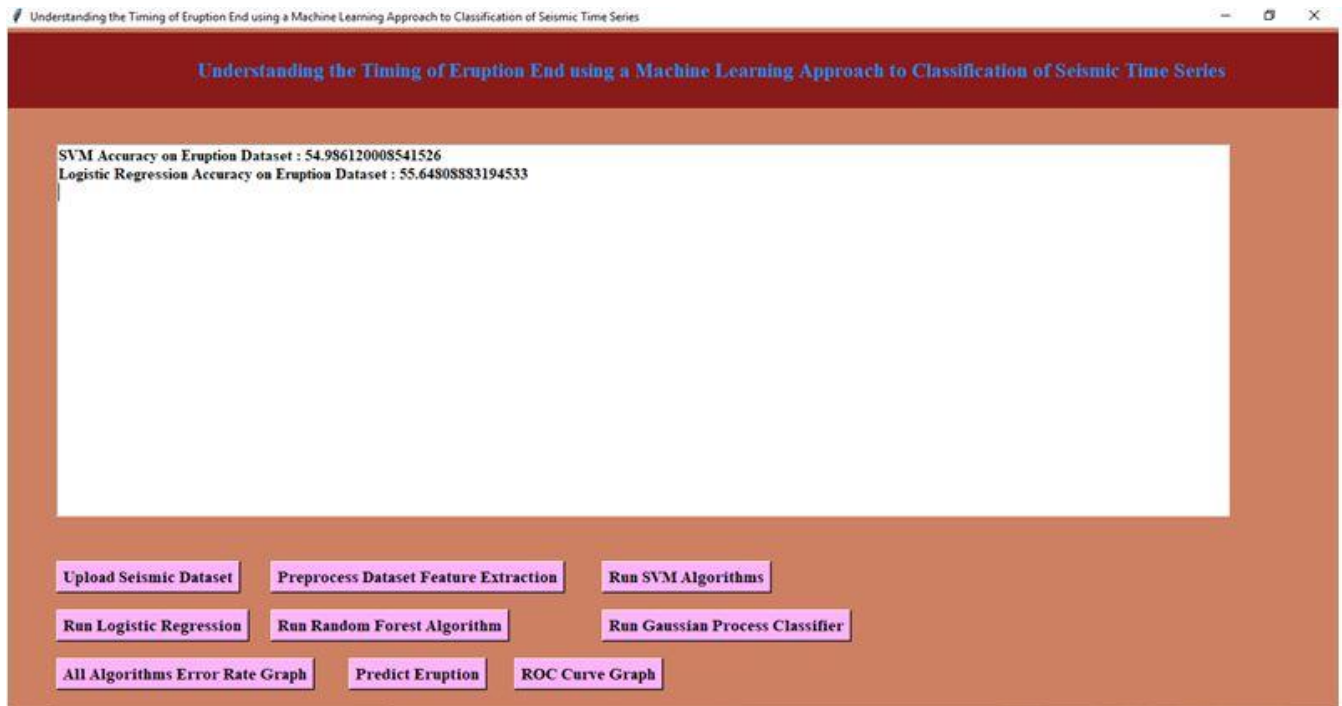 Understanding the Timing of Eruption End using a Machine Learning Approach to Classification of Seismic Time Series
Understanding the Timing of Eruption End using a Machine Learning Approach to Classification of Seismic Time Series
SVM Accuracy on Eruption Dataset : 54.986120008541526
Logistic Regression Accuracy on Eruption Dataset : 55.64808883194533
Upload Seismic Dataset Preprocess Dataset Feature Extraction Run SVM Algorithms
Run Logistic Regression Run Random Forest Algorithm Run Gaussian Process Classifier
All Algorithms Error Rate Graph Predict Eruption ROC Curve Graph